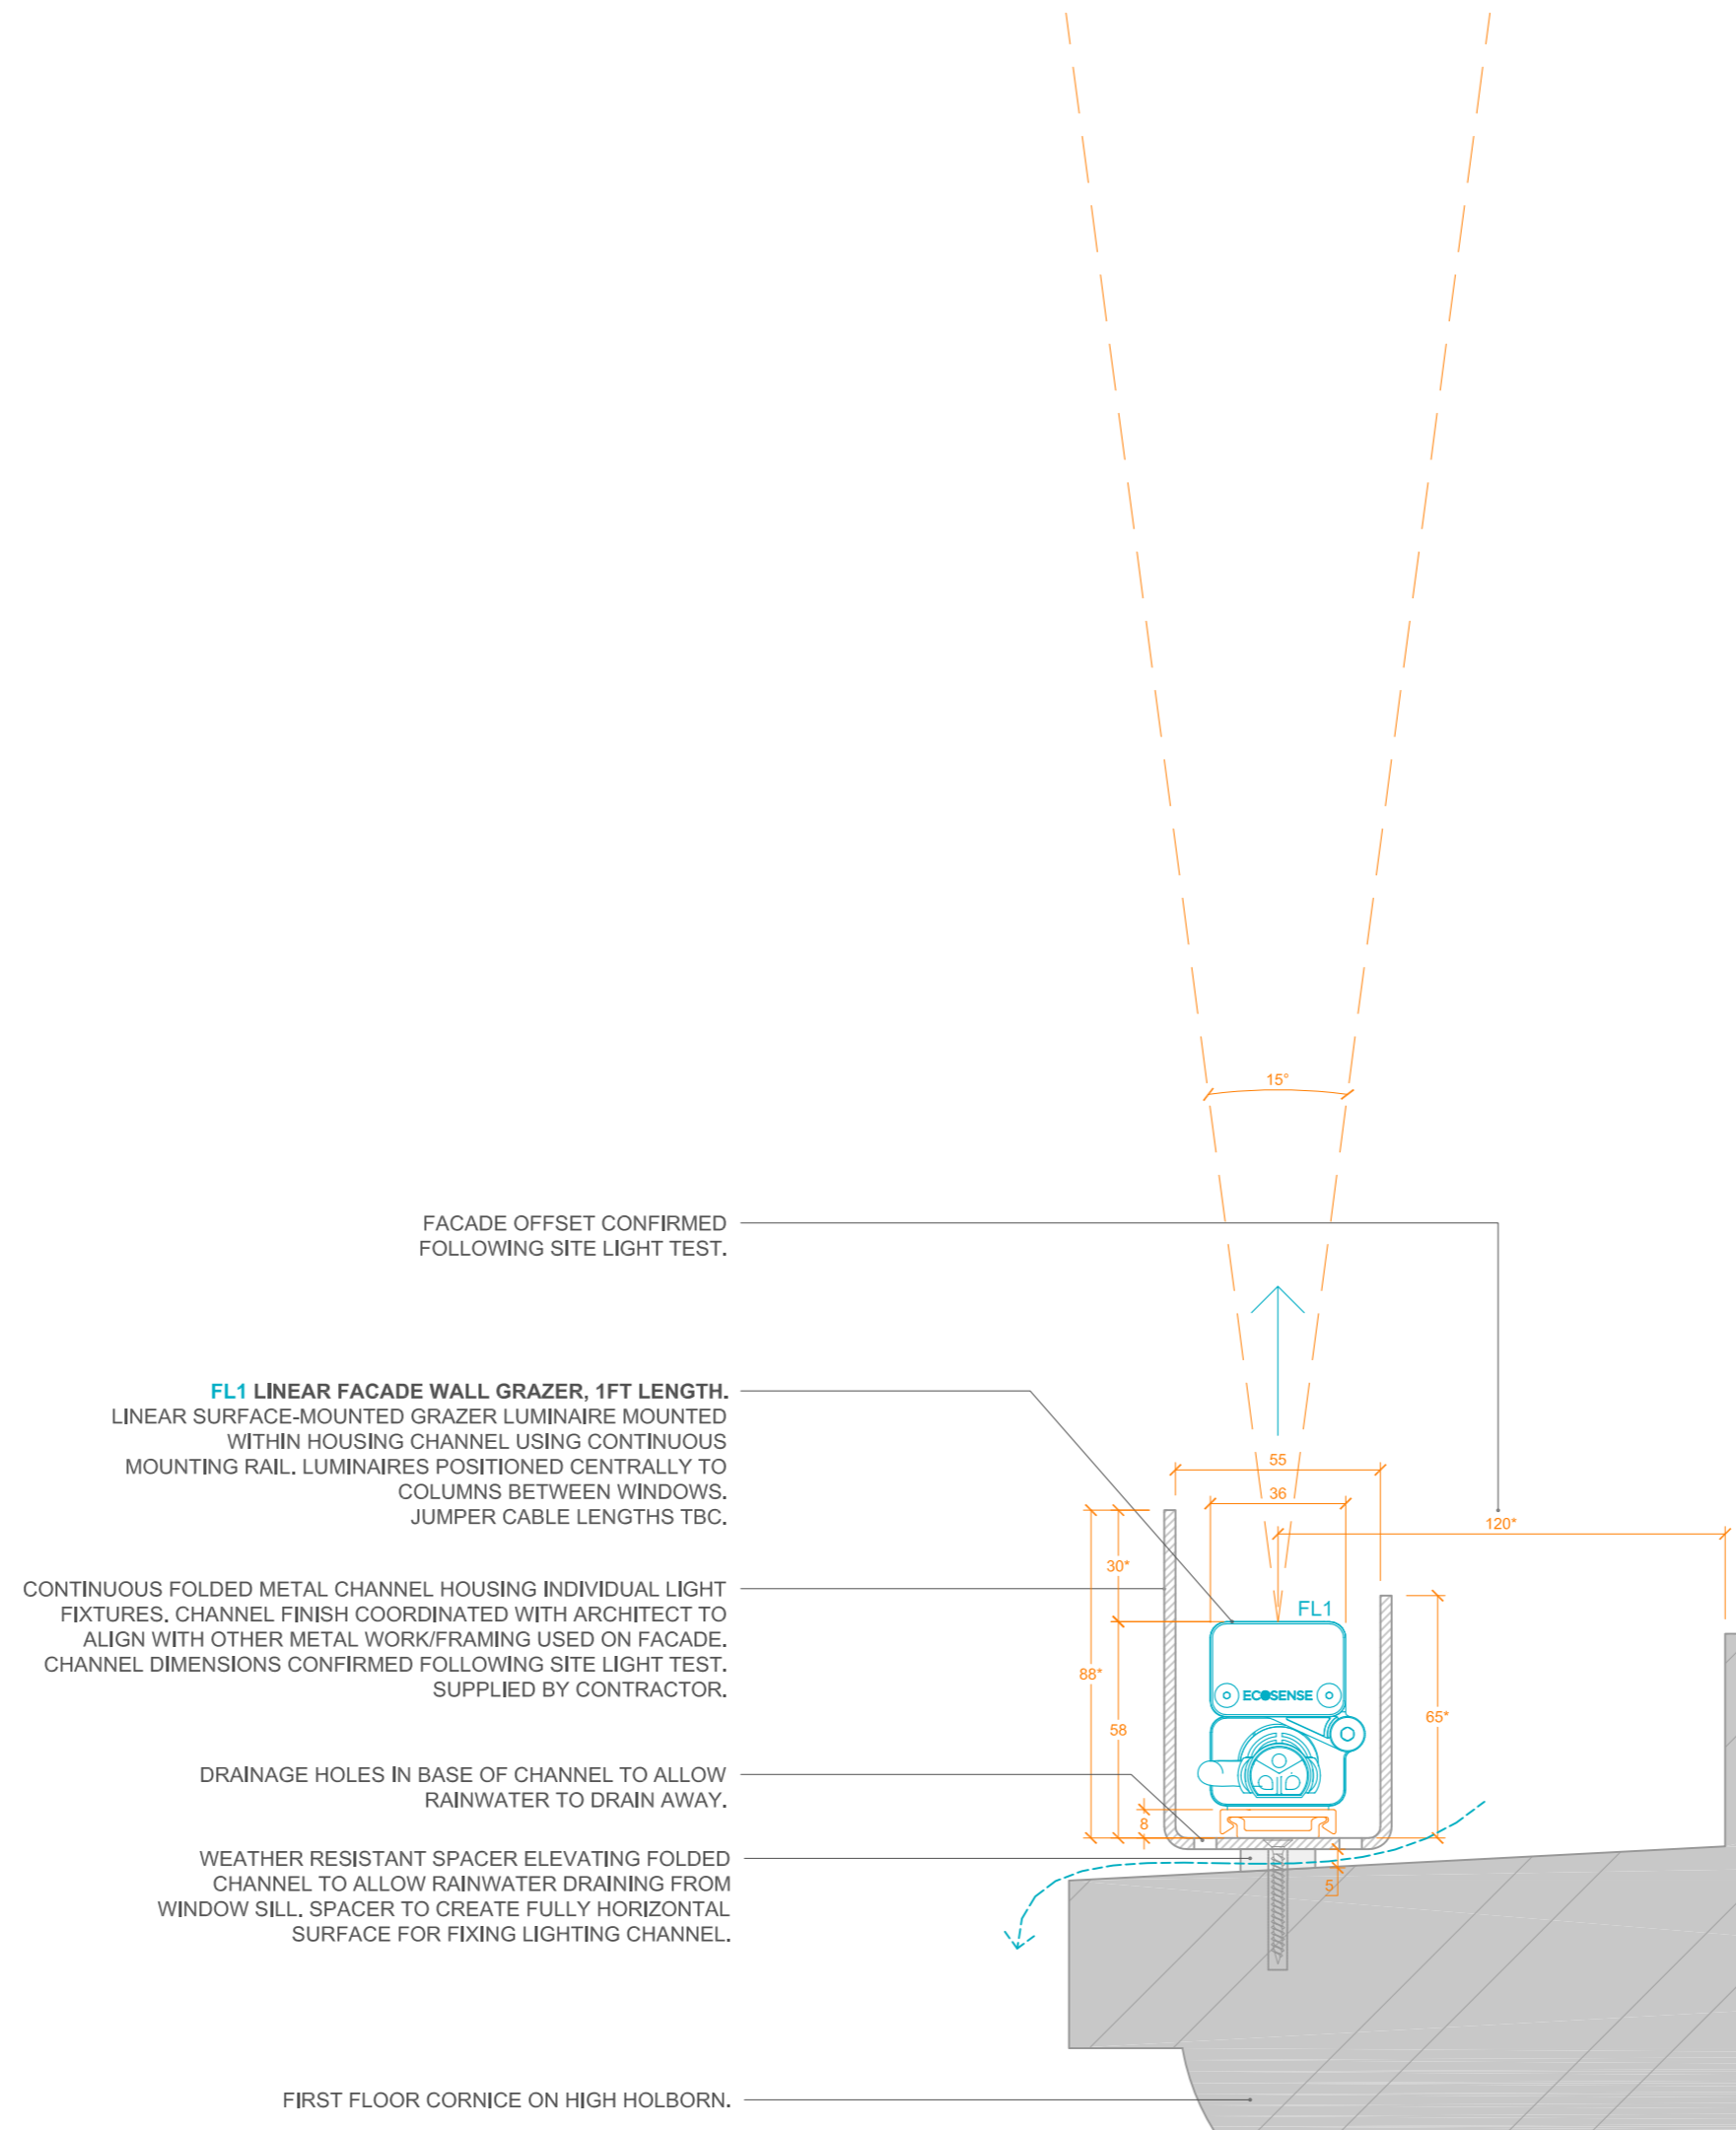 15°
FACADE OFFSET CONFIRMED
FOLLOWING SITE LIGHT TEST.
FL1 LINEAR FACADE WALL GRAZER, 1FT LENGTH.
LINEAR SURFACE-MOUNTED GRAZER LUMINAIRE MOUNTED
WITHIN HOUSING CHANNEL USING CONTINUOUS
MOUNTING RAIL. LUMINAIRES POSITIONED CENTRALLY TO
COLUMNS BETWEEN WINDOWS.
JUMPER CABLE LENGTHS TBC.
55
36
120*
30*
FL1
CONTINUOUS FOLDED METAL CHANNEL HOUSING INDIVIDUAL LIGHT
FIXTURES. CHANNEL FINISH COORDINATED WITH ARCHITECT TO
ALIGN WITH OTHER METAL WORK/FRAMING USED ON FACADE.
CHANNEL DIMENSIONS CONFIRMED FOLLOWING SITE LIGHT TEST.
SUPPLIED BY CONTRACTOR.
88*
ECOSENSE
65*
58
DRAINAGE HOLES IN BASE OF CHANNEL TO ALLOW
RAINWATER TO DRAIN AWAY.
8
WEATHER RESISTANT SPACER ELEVATING FOLDED
CHANNEL TO ALLOW RAINWATER DRAINING FROM
WINDOW SILL. SPACER TO CREATE FULLY HORIZONTAL
SURFACE FOR FIXING LIGHTING CHANNEL.
5
FIRST FLOOR CORNICE ON HIGH HOLBORN.